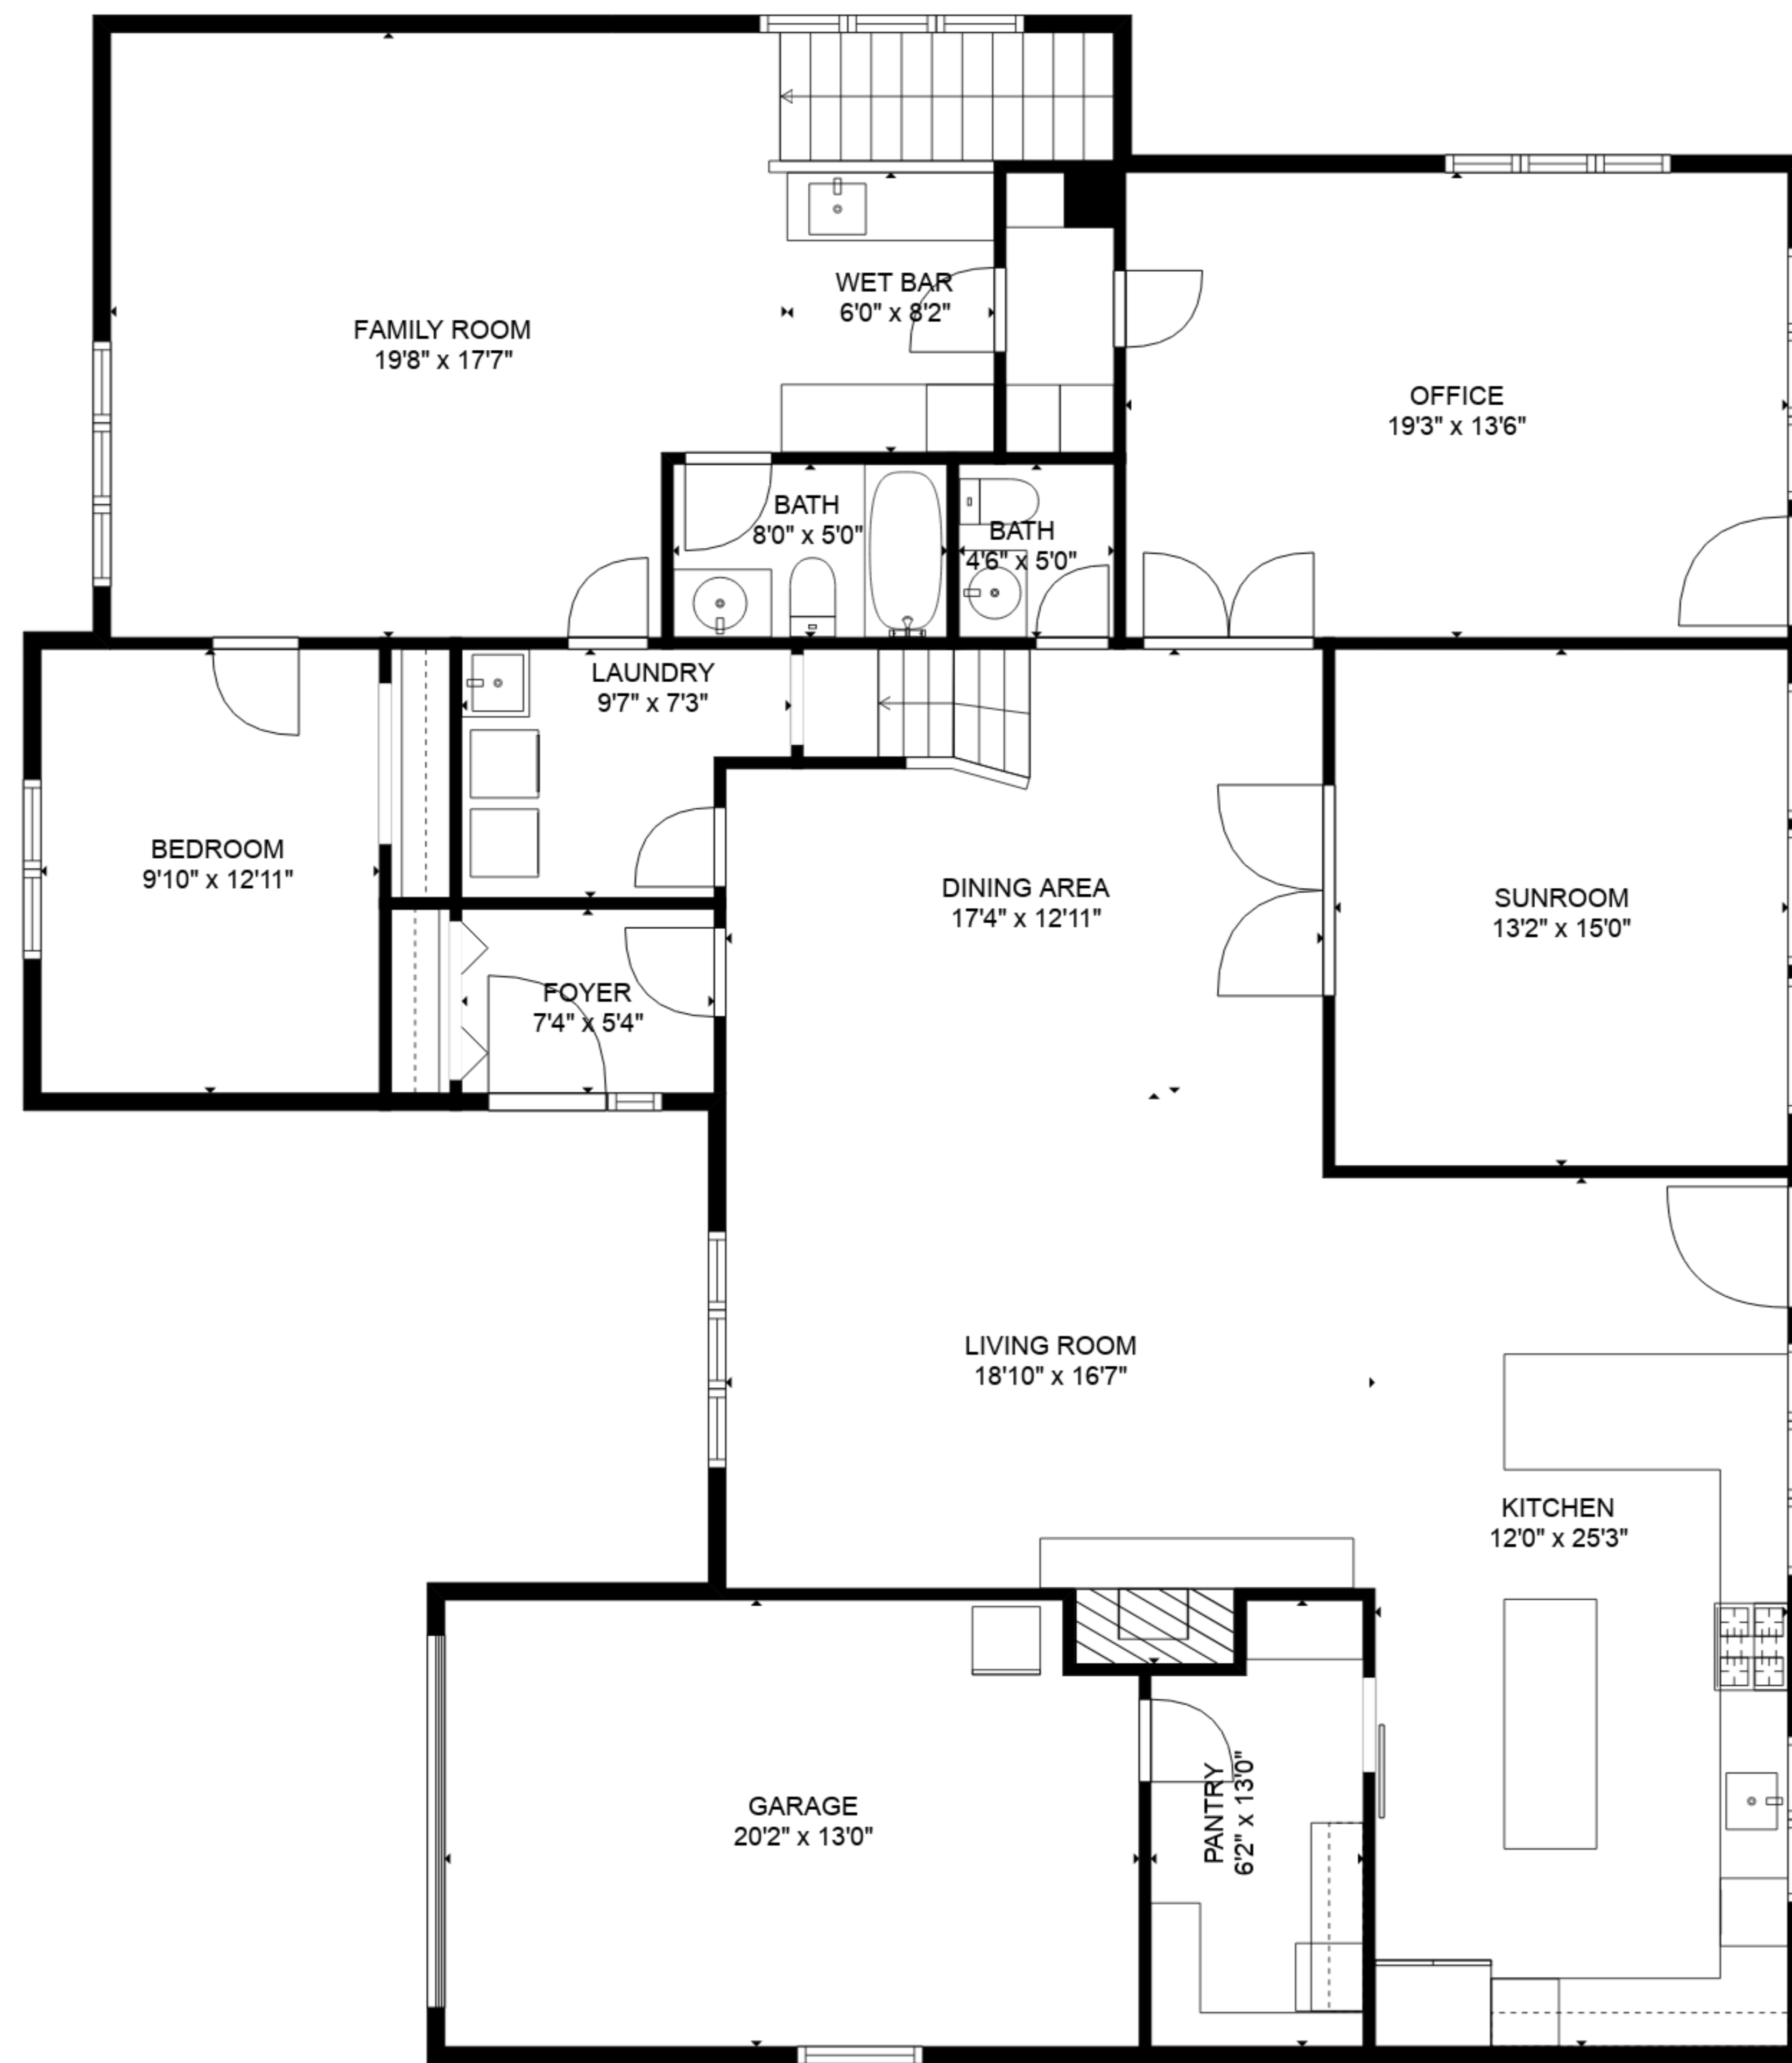 WET BAR
6'0" x 8'2"
FAMILY ROOM
19'8" x 17'7"
OFFICE
19'3" x 13'6"
BATH
8'0" x 5'0"
BATH
4'6" x 5'0"
LAUNDRY
9'7" x 7'3"
BEDROOM
9'10" x 12'11"
DINING AREA
17'4" x 12'11"
SUNROOM
13'2" x 15'0"
FOYER
7'4" x 5'4"
LIVING ROOM
18'10" x 16'7"
KITCHEN
12'0" x 25'3"
GARAGE
20'2" x 13'0"
PANTRY
6'2" x 13'0"